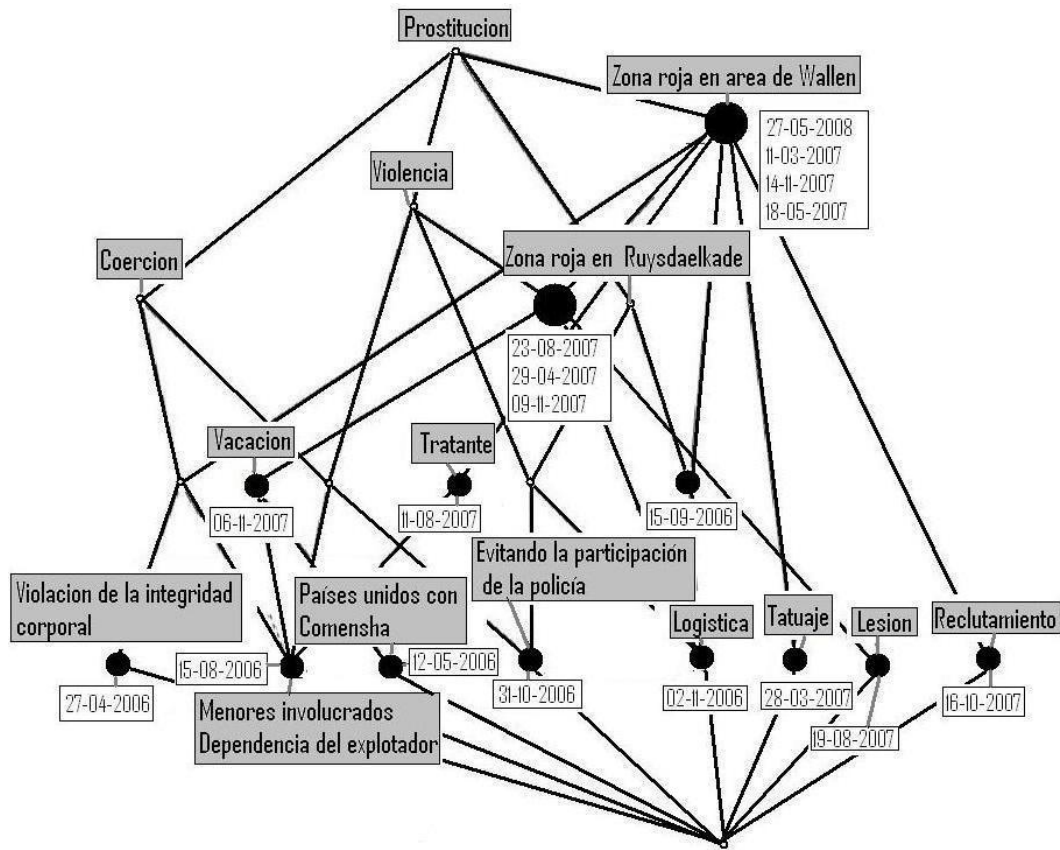 Prostitucion
Zona roja en area de Wallen
27-05-2008
11-03-2007
14-11-2007
18-05-2007
Violencia
Coercion
Zona roja en Ruysdaelkade
23-08-2007
29-04-2007
09-11-2007
Vacacion
06-11-2007
Tratante
11-08-2007
15-09-2006
Evitando la participación
de la policía
Violacion de la integridad
corporal
Países unidos con
Comensha
Logistica
Tatuaje
Lesion
Reclutamiento
27-04-2006
15-08-2006
12-05-2006
31-10-2006
02-11-2006
28-03-2007
19-08-2007
16-10-2007
Menores involucrados
Dependencia del explotador